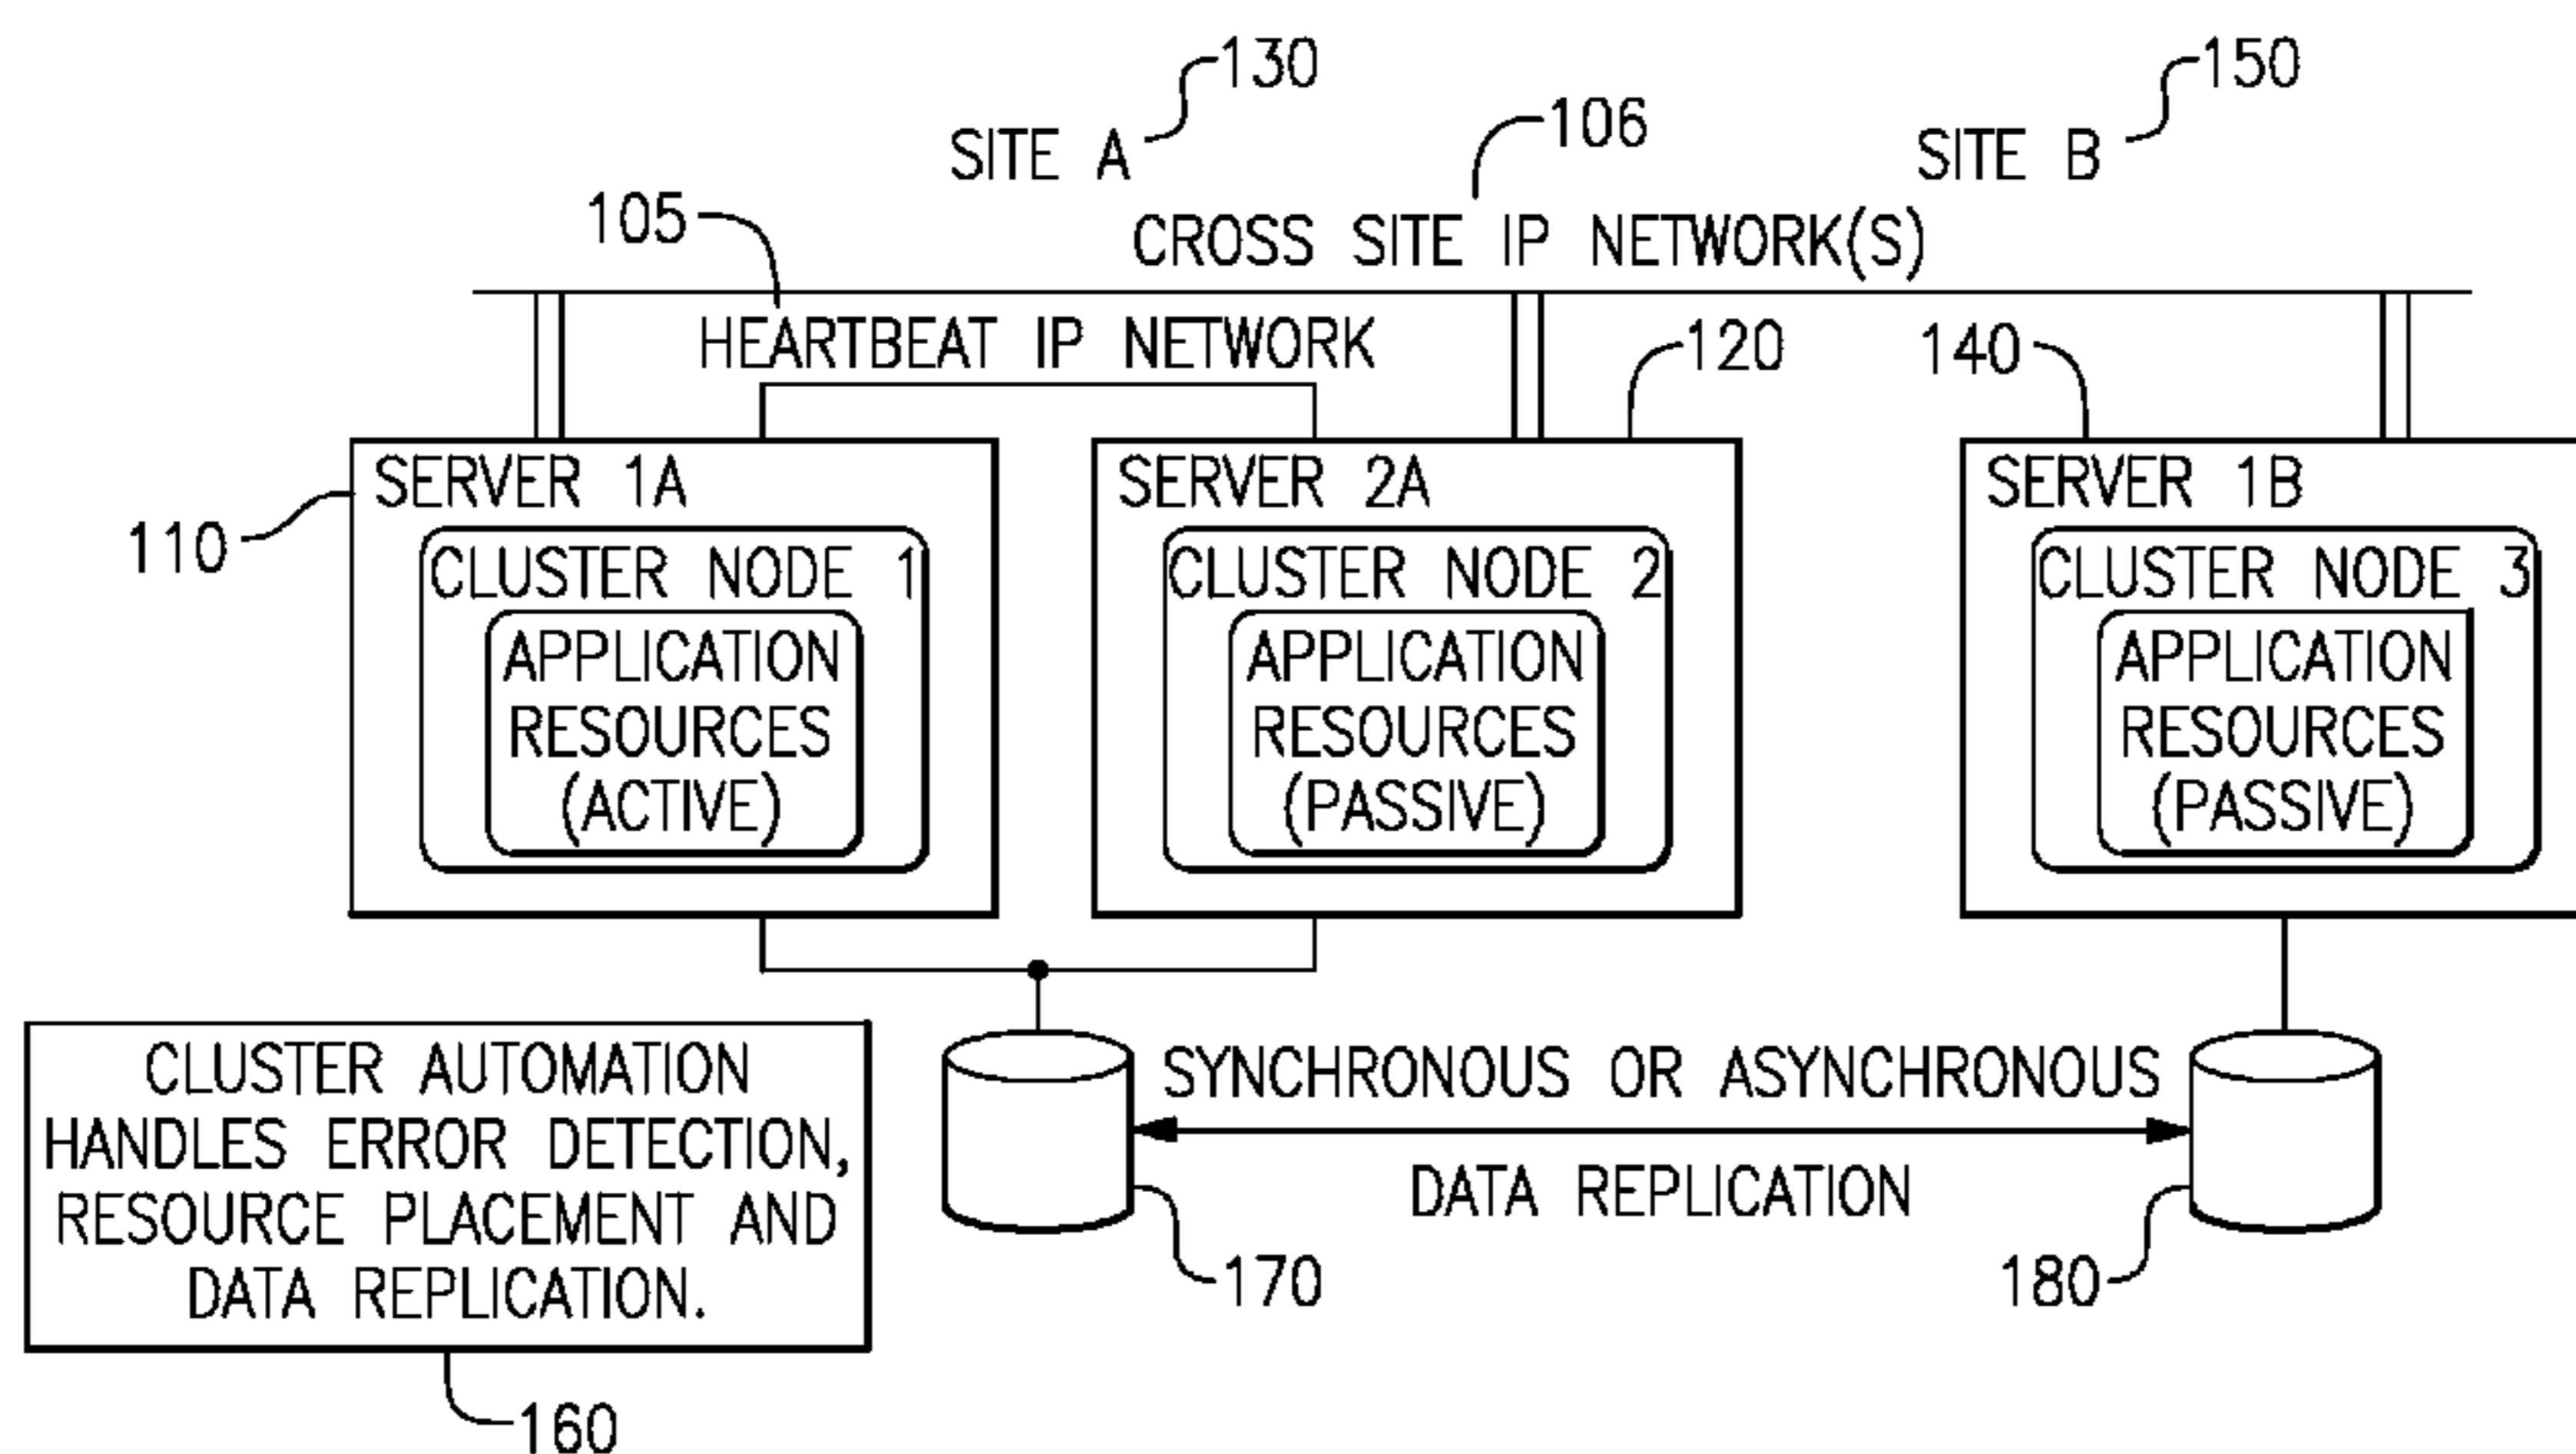 130
150
SITE A
106
SITE B
105
CROSS SITE IP NETWORK(S)
HEARTBEAT IP NETWORK
120
140
110
SERVER 1A
CLUSTER NODE 1
APPLICATION
RESOURCES
(ACTIVE)
SERVER 2A
CLUSTER NODE 2
APPLICATION
RESOURCES
(PASSIVE)
SERVER 1B
CLUSTER NODE 3
APPLICATION
RESOURCES
(PASSIVE)
CLUSTER AUTOMATION
HANDLES ERROR DETECTION,
RESOURCE PLACEMENT AND
DATA REPLICATION.
160
SYNCHRONOUS OR ASYNCHRONOUS
DATA REPLICATION
170
180